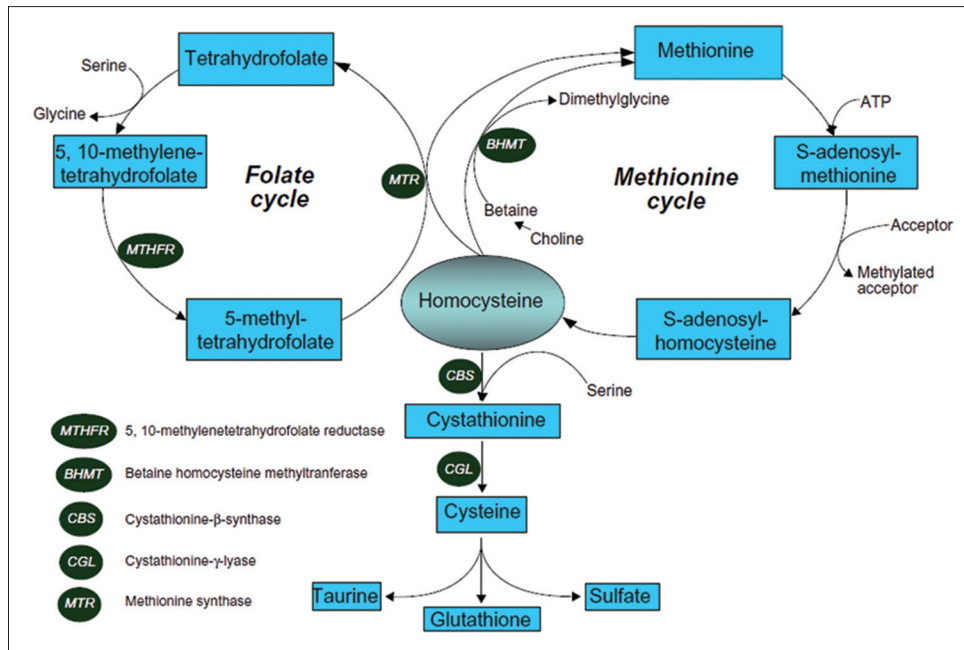 Tetrahydrofolate
Serine
Glycine
5, 10-methylene-
tetrahydrofolate
Folate
cycle
MTHFR
5-methyl-
tetrahydrofolate
MTR
Methionine
Dimethylglycine
BHMT
Betaine
Choline
Methionine
cycle
ATP
S-adenosyl-
methionine
Acceptor
Methylated
acceptor
S-adenosyl-
homocysteine
Homocysteine
CBS
Serine
Cystathionine
CGL
Cysteine
Taurine
Glutathione
Sulfate
MTHFR 5, 10-methylenetetrahydrofolate reductase
BHMT Betaine homocysteine methyltranferase
CBS Cystathionine-β-synthase
CGL Cystathionine-γ-lyase
MTR Methionine synthase